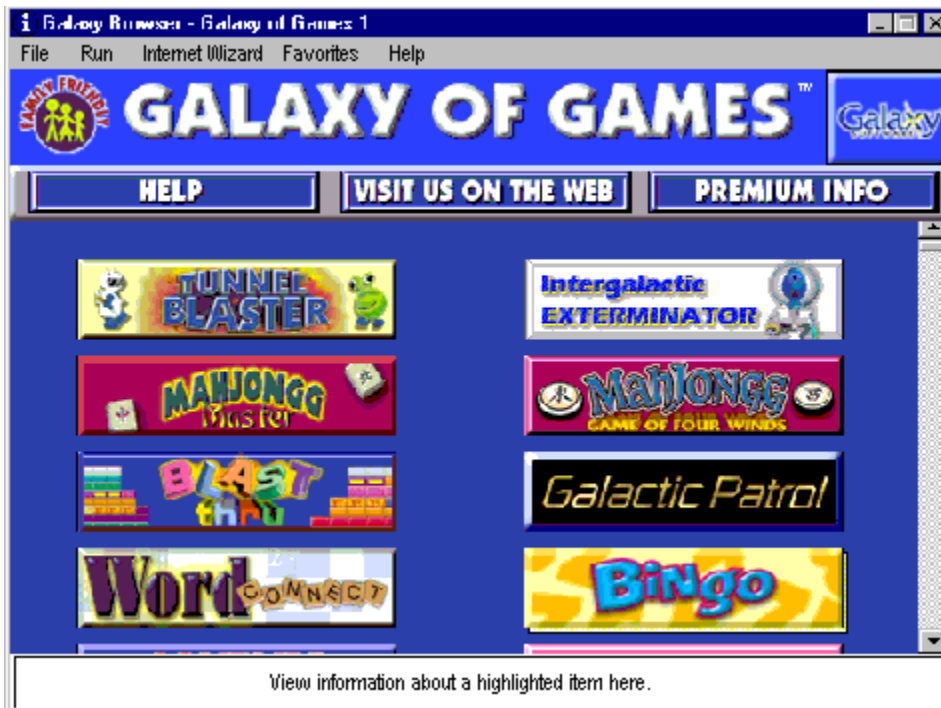 Galaxy Browser - Galaxy of Games 1
File Run Internet Wizard Favorites Help
FAMILY FRIENDLY
GALAXY OF GAMES™
Galaxy
HELP
VISIT US ON THE WEB
PREMIUM INFO
TUNNEL
BLASTER
Intergalactic
EXTERMINATOR
MAHJONGG
Master
MAHJONGG
GAME OF FOUR WINDS
BLAST
thru
Galactic Patrol
Word
CONNECT
BiNgo
View information about a highlighted item here.